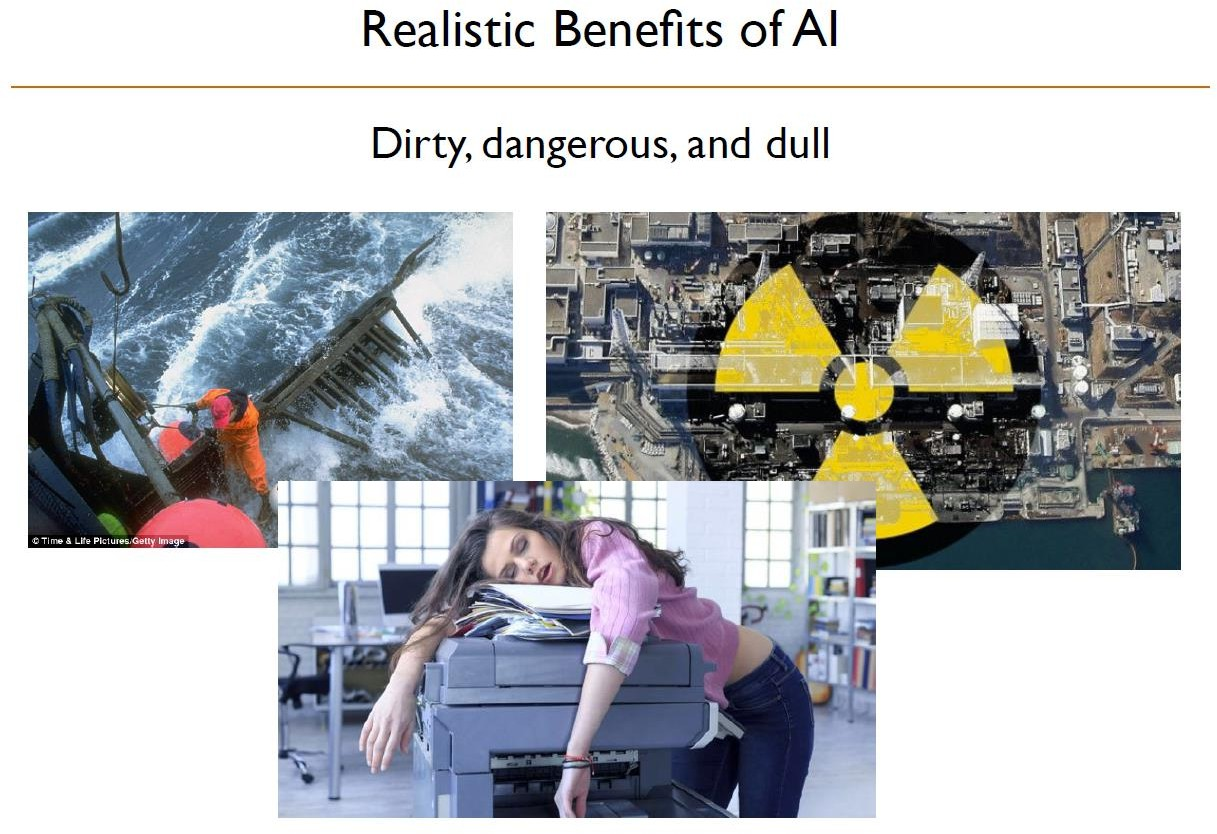 Realistic Benefits of AI
Dirty, dangerous, and dull
© Time & Life Pictures/Getty Image